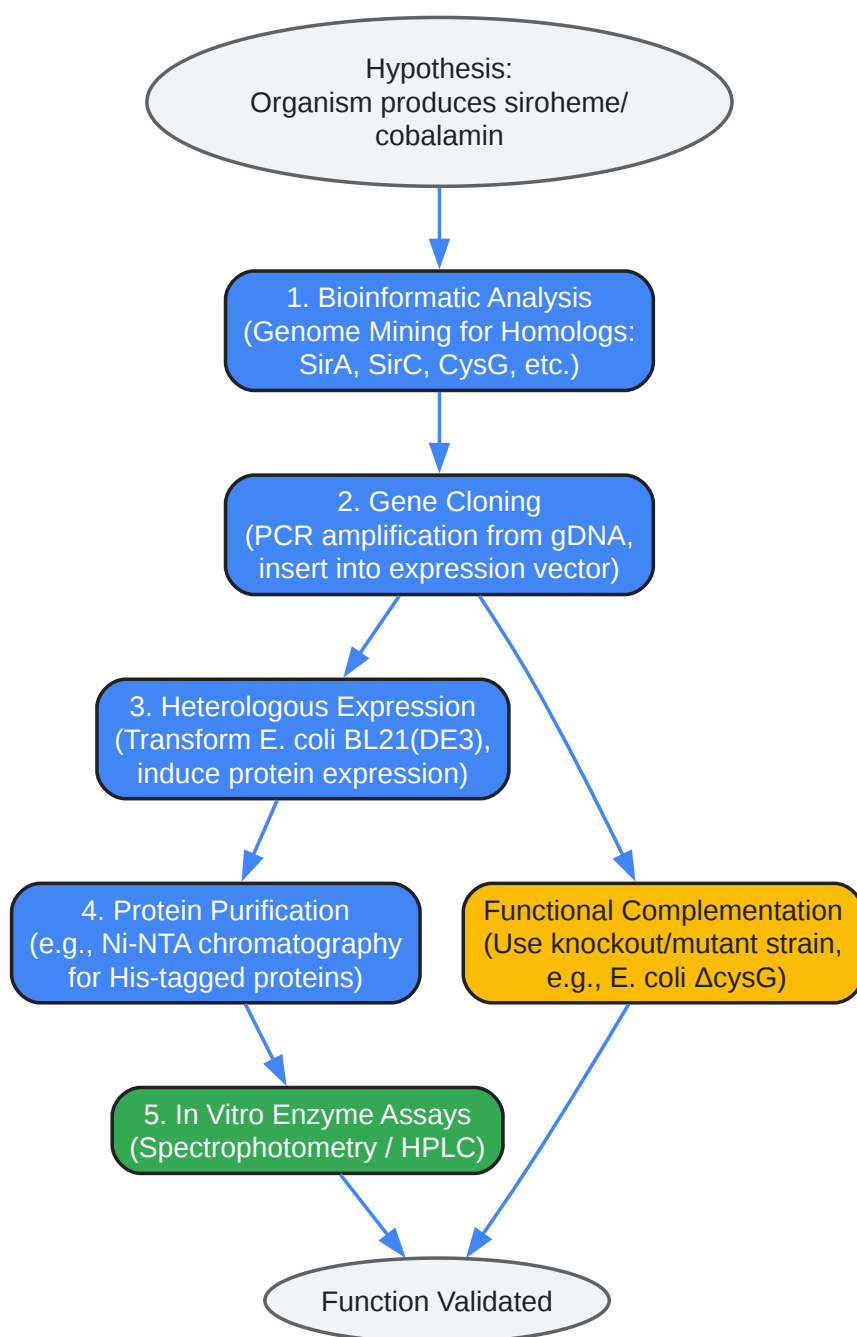 Hypothesis:
Organism produces siroheme/
cobalamin
1. Bioinformatic Analysis
(Genome Mining for Homologs:
SirA, SirC, CysG, etc.)
2. Gene Cloning
(PCR amplification from gDNA,
insert into expression vector)
3. Heterologous Expression
(Transform E. coli BL21(DE3),
induce protein expression)
4. Protein Purification
(e.g., Ni-NTA chromatography
for His-tagged proteins)
Functional Complementation
(Use knockout/mutant strain,
e.g., E. coli ΔcysG)
5. In Vitro Enzyme Assays
(Spectrophotometry / HPLC)
Function Validated